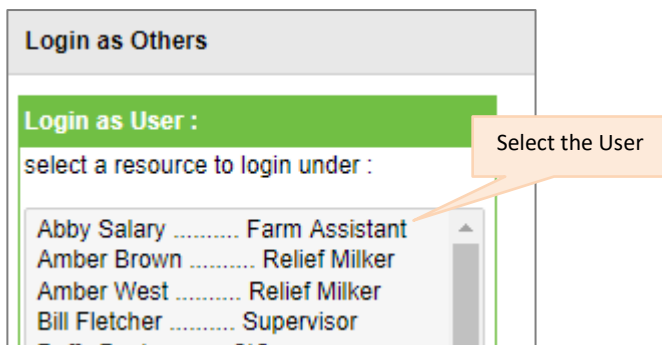 Login as Others
Login as User :
Select the User
select a resource to login under :
Abby Salary .......... Farm Assistant
Amber Brown .......... Relief Milker
Amber West .......... Relief Milker
Bill Fletcher .......... Supervisor